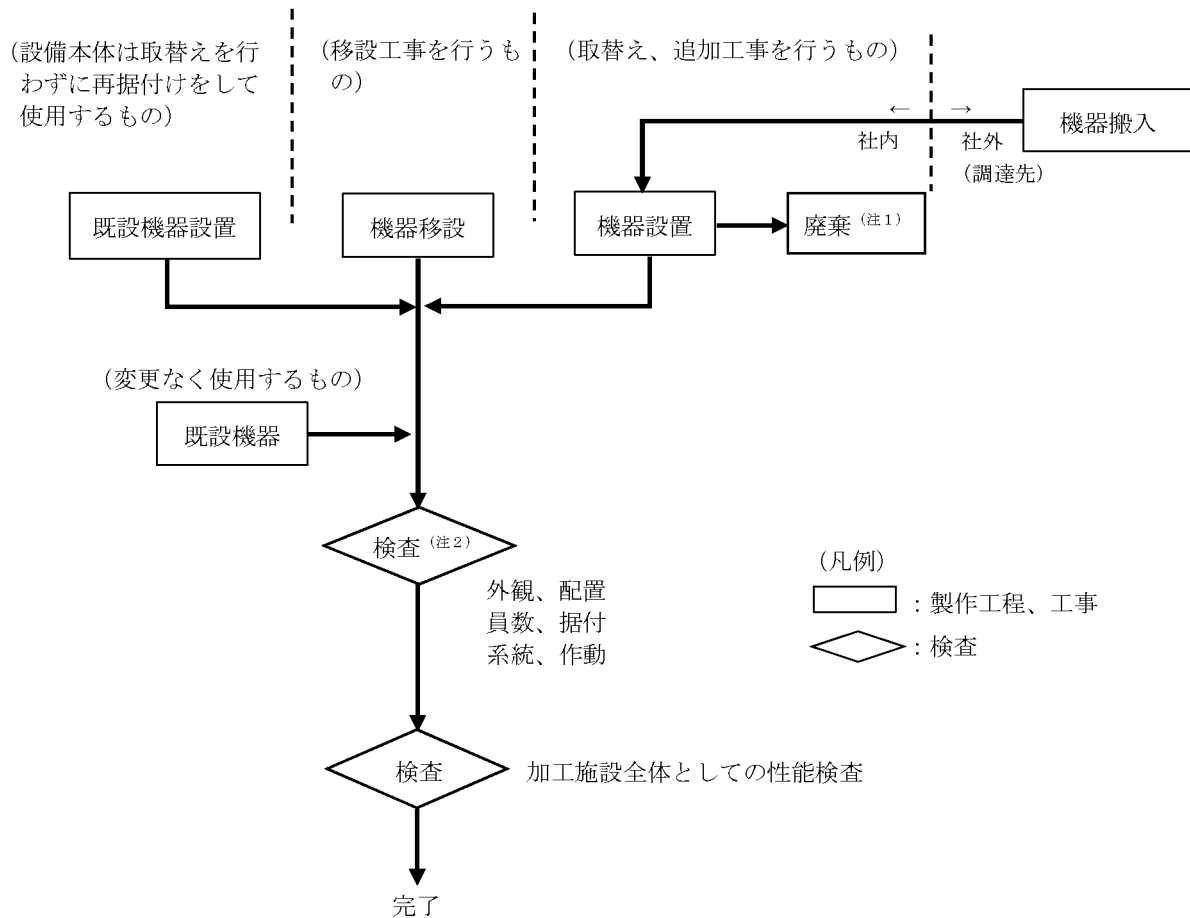 （設備本体は取替えを行
わずに再据付けをして
使用するもの）
（移設工事を行うも
の）
（取替え、追加工事を行うもの）
← →
社内
社外
（調達先）
機器搬入
既設機器設置
機器移設
機器設置
廃棄（注１）
（変更なく使用するもの）
既設機器
検査（注２）
外観、配置
員数、据付
系統、作動
（凡例）
：製作工程、工事
：検査
検査
加工施設全体としての性能検査
完了